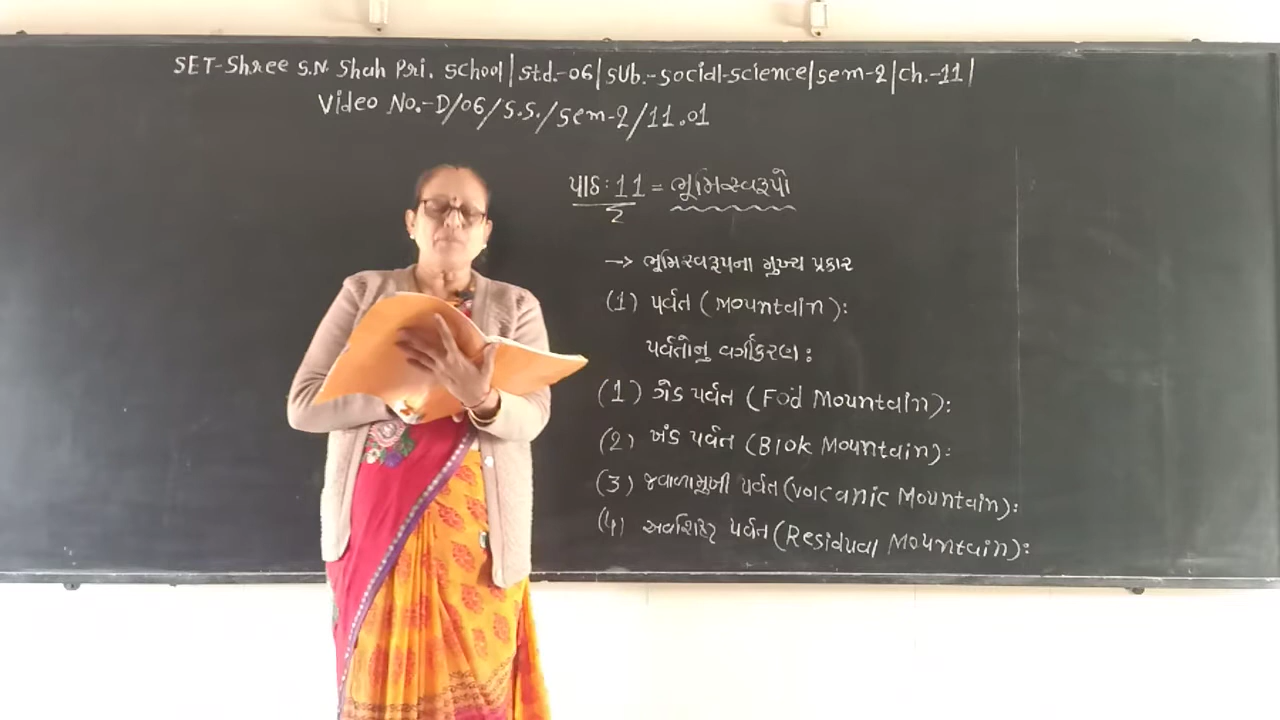 SET-Shree S.N. Shah Pri. School|Std.-06|SUb.-Social-Science|sem-2|ch.-11|
Video No.-D/06/S.S./Sem-2/11.01
પાઠ:11 = ભૂમિસ્વરૂપો
2
→ ભૂમિસ્વરૂપના મુખ્ય પ્રકાર
(1) પર્વત (Mountain):
પર્વતોનુ વર્ગીકરણ:
(1) ગેડ પર્વત (Fod Mountain):
(2) ખંડ પર્વત (Blok Mountain):
(3) જવાળામુખી પર્વત (Volcanic Mountain):
(4) અવશિષ્ટ પર્વત (Residual Mountain):